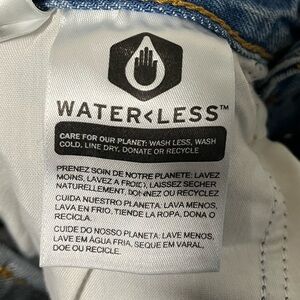 WATER<LESS™
CARE FOR OUR PLANET: WASH LESS, WASH
COLD, LINE DRY, DONATE OR RECYCLE
PRENEZ SOIN DE NOTRE PLANETE: LAVEZ
MOINS, LAVEZ A FROID, LAISSEZ SECHER
NATURELLEMENT, DONNEZ OU RECYCLEZ
CUIDA NUESTRO PLANETA: LAVA MENOS,
LAVA EN FRIO, TIENDE LA ROPA, DONA O
RECICLA.
CUIDE DO NOSSO PLANETA: LAVE MENOS,
LAVE EM ÁGUA FRIA, SEQUE EM VARAL,
DOE OU RECICLE.